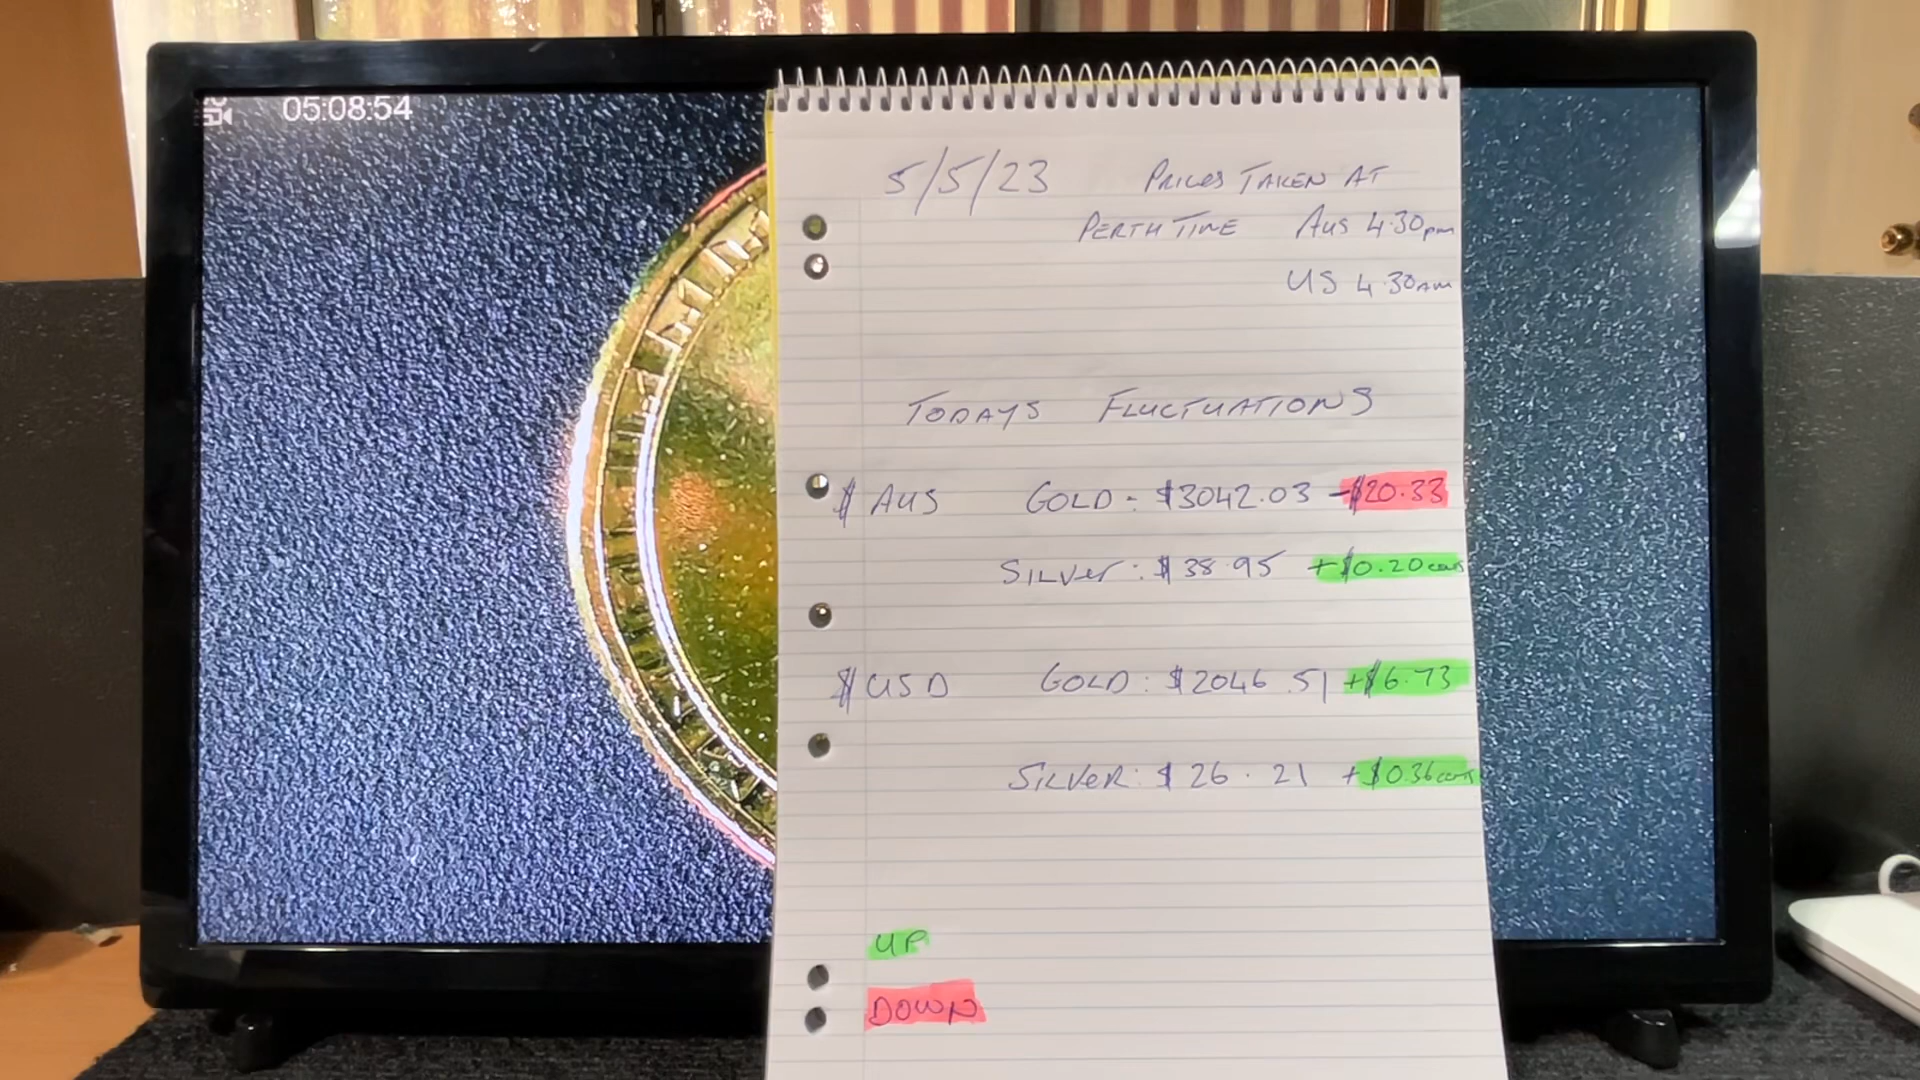 05:08:54
5/5/23 PRICES TAKEN AT
PERTH TIME AUS 4.30pm
US 4.30AM
TODAYS FLUCTUATIONS
$ AUS GOLD: $3042.03 -$20.33
SILVER: $38.95 +$0.20cents
$ USD GOLD: $2046.51 +$6.73
SILVER: $26.21 +$0.36cents
UP
DOWN